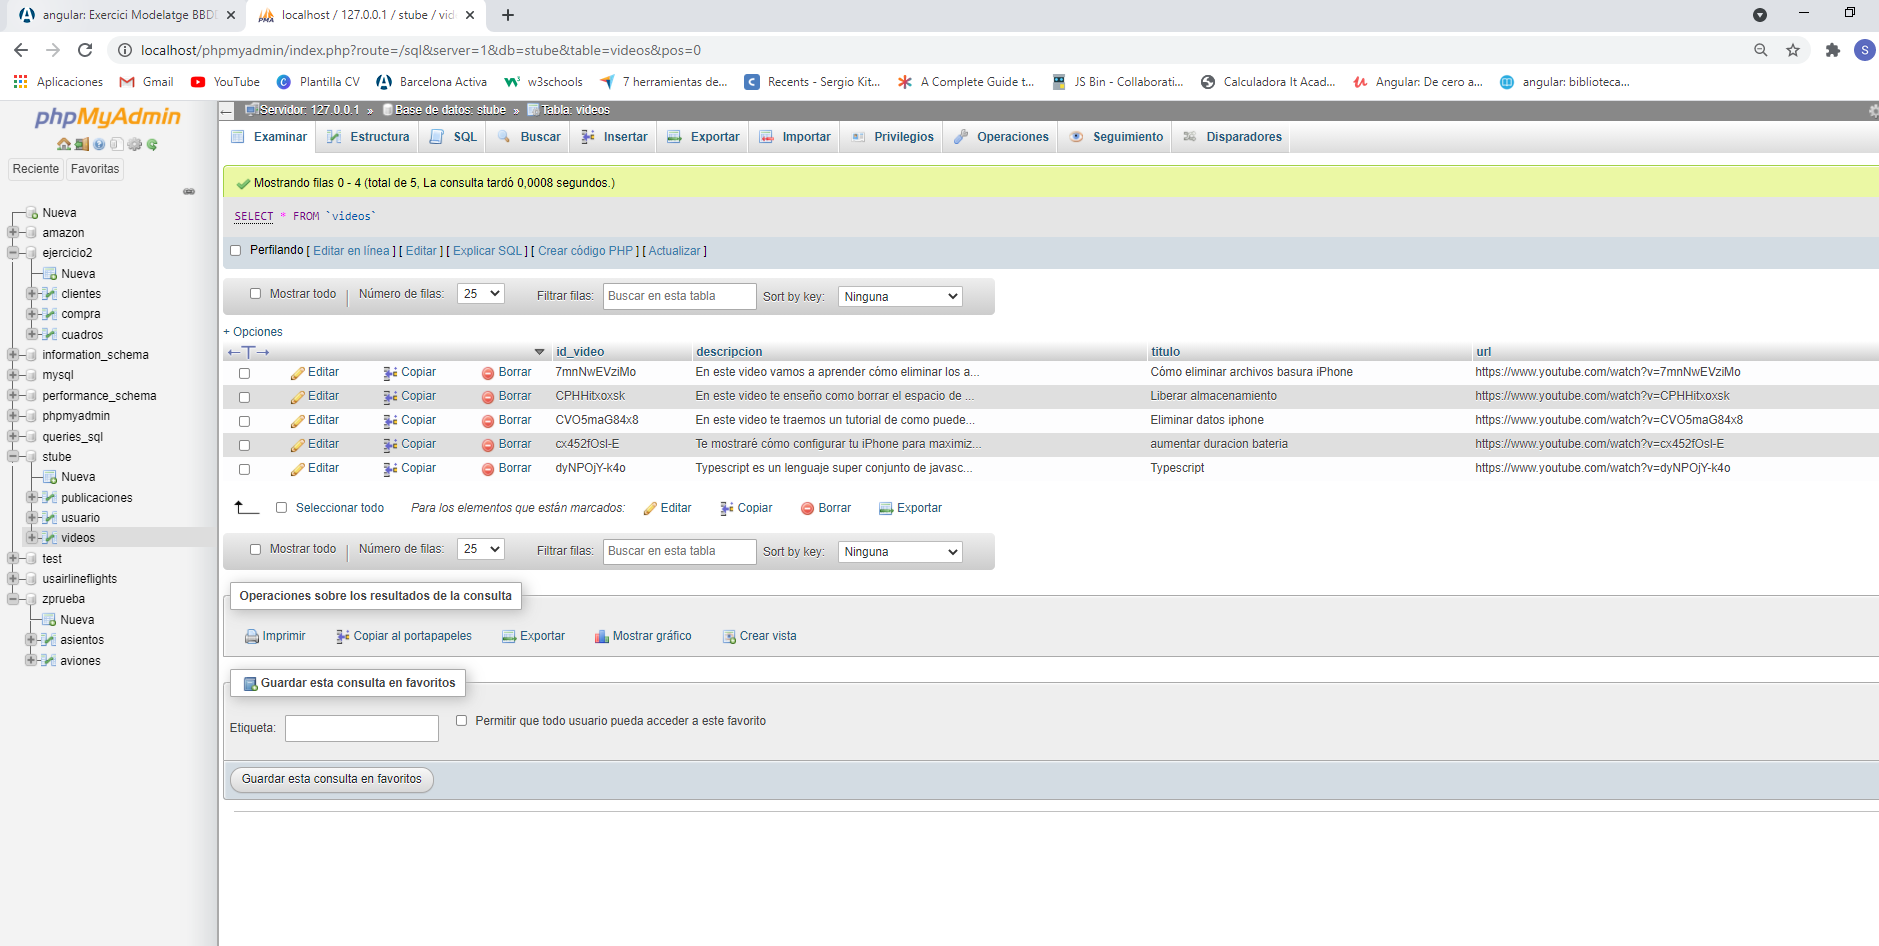 angular: Exercici Modelatge BBDD
localhost / 127.0.0.1 / stube / vid
localhost/phpmyadmin/index.php?route=/sql&server=1&db=stube&table=videos&pos=0
S
Aplicaciones Gmail YouTube Plantilla CV Barcelona Activa w3schools 7 herramientas de... Recents - Sergio Kit... A Complete Guide t... JS Bin - Collaborati... Calculadora It Acad... Angular: De cero a... angular: biblioteca...
phpMyAdmin
Reciente Favoritas
Nueva
amazon
ejercicio2
Nueva
clientes
compra
cuadros
information_schema
mysql
performance_schema
phpmyadmin
queries_sql
stube
Nueva
publicaciones
usuario
videos
test
usairlineflights
zprueba
Nueva
asientos
aviones
Servidor: 127.0.0.1 » Base de datos: stube » Tabla: videos
Examinar Estructura SQL Buscar Insertar Exportar Importar Privilegios Operaciones Seguimiento Disparadores
Mostrando filas 0 - 4 (total de 5, La consulta tardó 0,0008 segundos.)
SELECT * FROM `videos`
Perfilando [ Editar en línea ] [ Editar ] [ Explicar SQL ] [ Crear código PHP ] [ Actualizar ]
Mostrar todo | Número de filas: 25 Filtrar filas: Buscar en esta tabla Sort by key: Ninguna
+ Opciones
←T→ id_video descripcion titulo url
Editar Copiar Borrar 7mnNwEVziMo En este video vamos a aprender cómo eliminar los a... Cómo eliminar archivos basura iPhone https://www.youtube.com/watch?v=7mnNwEVziMo
Editar Copiar Borrar CPHHitxoxsk En este video te enseño como borrar el espacio de ... Liberar almacenamiento https://www.youtube.com/watch?v=CPHHitxoxsk
Editar Copiar Borrar CVO5maG84x8 En este video te traemos un tutorial de como puede... Eliminar datos iphone https://www.youtube.com/watch?v=CVO5maG84x8
Editar Copiar Borrar cx452fOsl-E Te mostraré cómo configurar tu iPhone para maximiz... aumentar duracion bateria https://www.youtube.com/watch?v=cx452fOsl-E
Editar Copiar Borrar dyNPOjY-k4o Typescript es un lenguaje super conjunto de javasc... Typescript https://www.youtube.com/watch?v=dyNPOjY-k4o
Seleccionar todo Para los elementos que están marcados: Editar Copiar Borrar Exportar
Mostrar todo | Número de filas: 25 Filtrar filas: Buscar en esta tabla Sort by key: Ninguna
Operaciones sobre los resultados de la consulta
Imprimir Copiar al portapapeles Exportar Mostrar gráfico Crear vista
Guardar esta consulta en favoritos
Etiqueta: Permitir que todo usuario pueda acceder a este favorito
Guardar esta consulta en favoritos